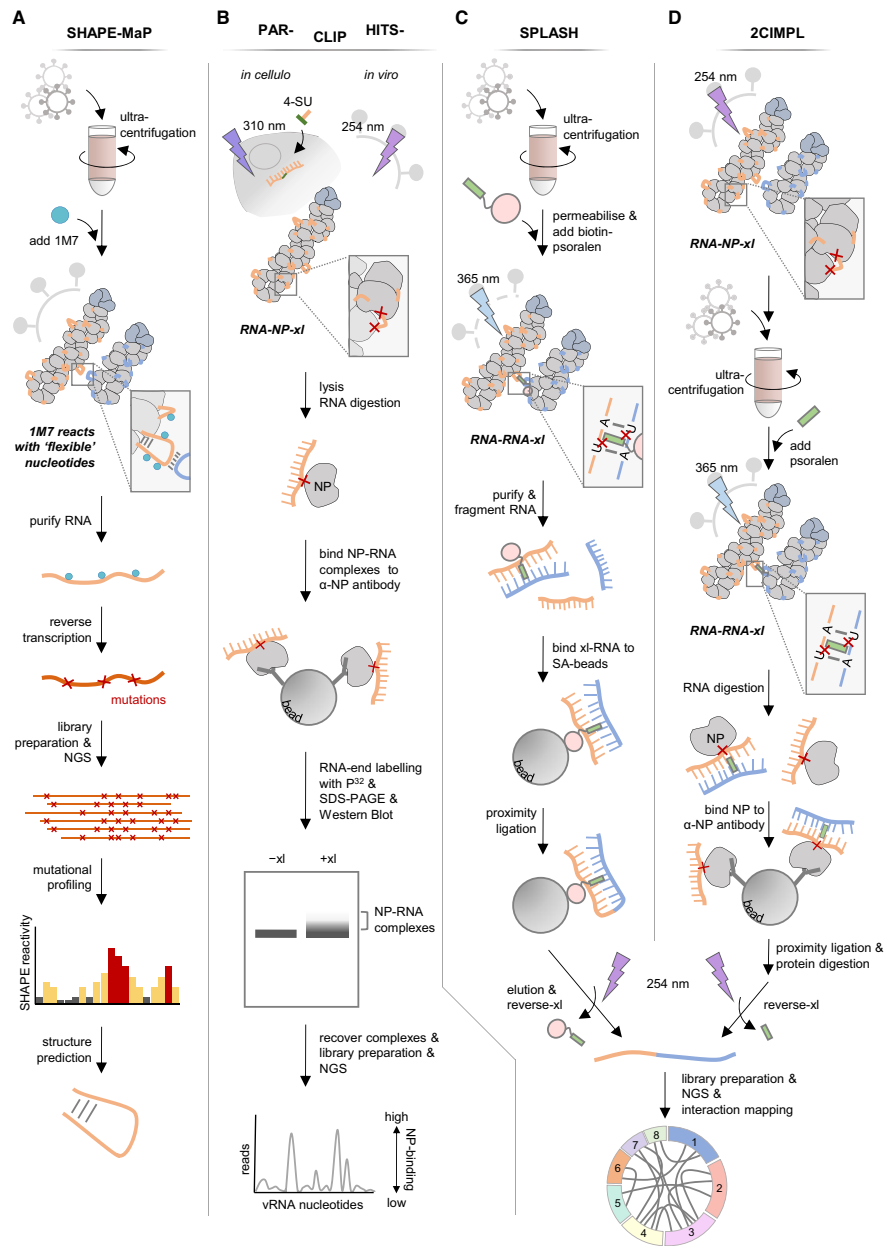 A
SHAPE-MaP
ultra-
centrifugation
add 1M7
1M7 reacts
with ‘flexible’
nucleotides
purify RNA
reverse
transcription
mutations
library
preparation &
NGS
mutational
profiling
SHAPE reactivity
structure
prediction
B
PAR-
CLIP
HITS-
in cellulo
in viro
4-SU
310 nm
254 nm
RNA-NP-xl
lysis
RNA digestion
NP
bind NP-RNA
complexes to
α-NP antibody
bead
RNA-end labelling
with P³² &
SDS-PAGE &
Western Blot
−xl
+xl
NP-RNA
complexes
recover complexes &
library preparation &
NGS
reads
vRNA nucleotides
high
NP-binding
low
C
SPLASH
ultra-
centrifugation
permeabilise &
add biotin-
psoralen
365 nm
RNA-RNA-xl
A
U
U
A
purify &
fragment RNA
bind xl-RNA to
SA-beads
bead
proximity
ligation
bead
elution &
reverse-xl
254 nm
D
2CIMPL
254 nm
RNA-NP-xl
ultra-
centrifugation
add
psoralen
365 nm
RNA-RNA-xl
A
U
U
A
RNA digestion
NP
bind NP to
α-NP antibody
bead
proximity ligation &
protein digestion
reverse-xl
library preparation &
NGS &
interaction mapping
1
2
3
4
5
6
7
8